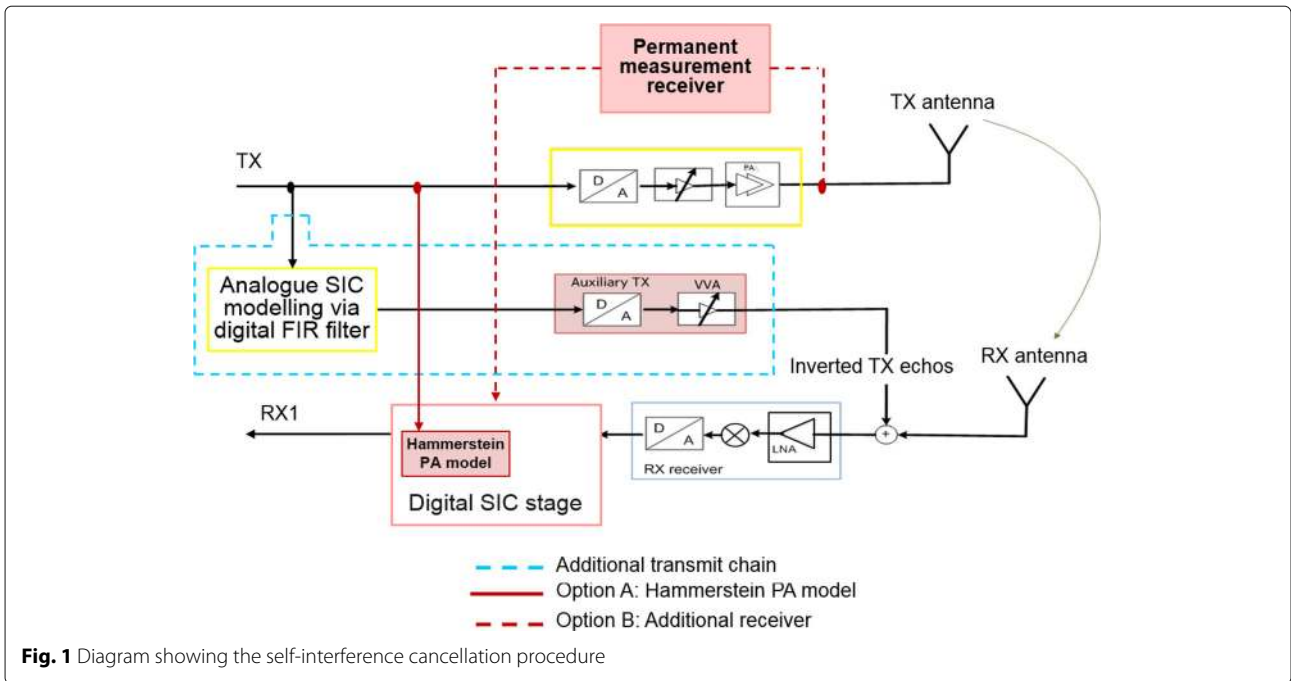 Permanent
measurement
receiver
TX antenna
TX
D
A
PA
Analogue SIC
modelling via
digital FIR filter
Auxiliary TX
VVA
D
A
Inverted TX echos
RX antenna
RX1
Hammerstein
PA model
Digital SIC stage
D
A
LNA
+
RX receiver
Additional transmit chain
Option A: Hammerstein PA model
Option B: Additional receiver
Fig. 1 Diagram showing the self-interference cancellation procedure